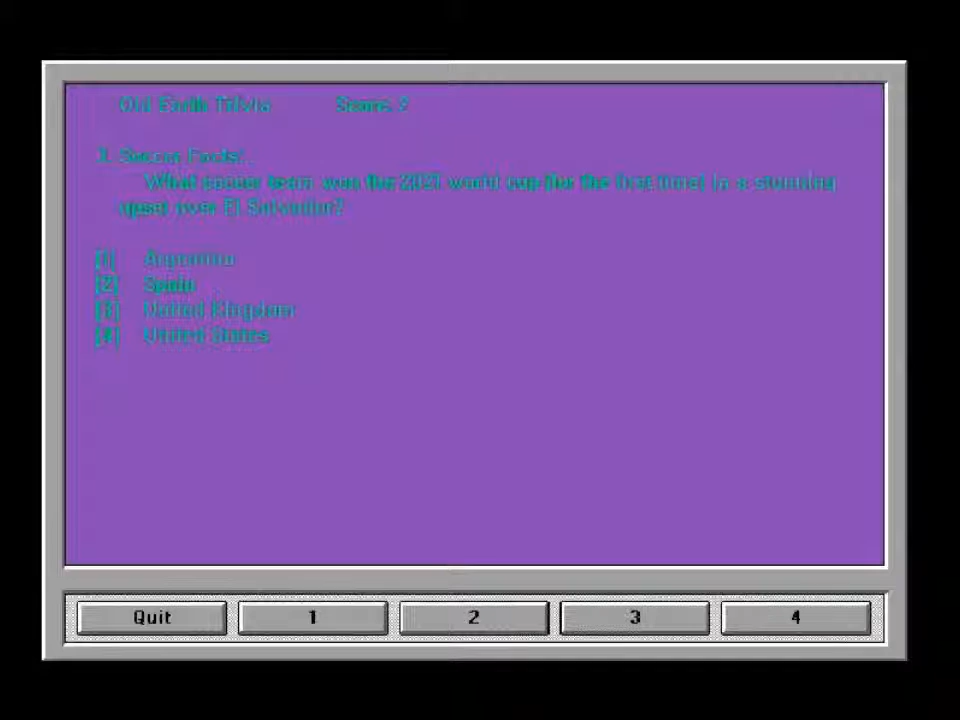 Old Earth Trivia Score: 2
3. Soccer Facts!
What soccer team won the 2021 world cup (for the first time) in a stunning
upset over El Salvador?
[1] Argentina
[2] Spain
[3] United Kingdom
[4] United States
Quit 1 2 3 4